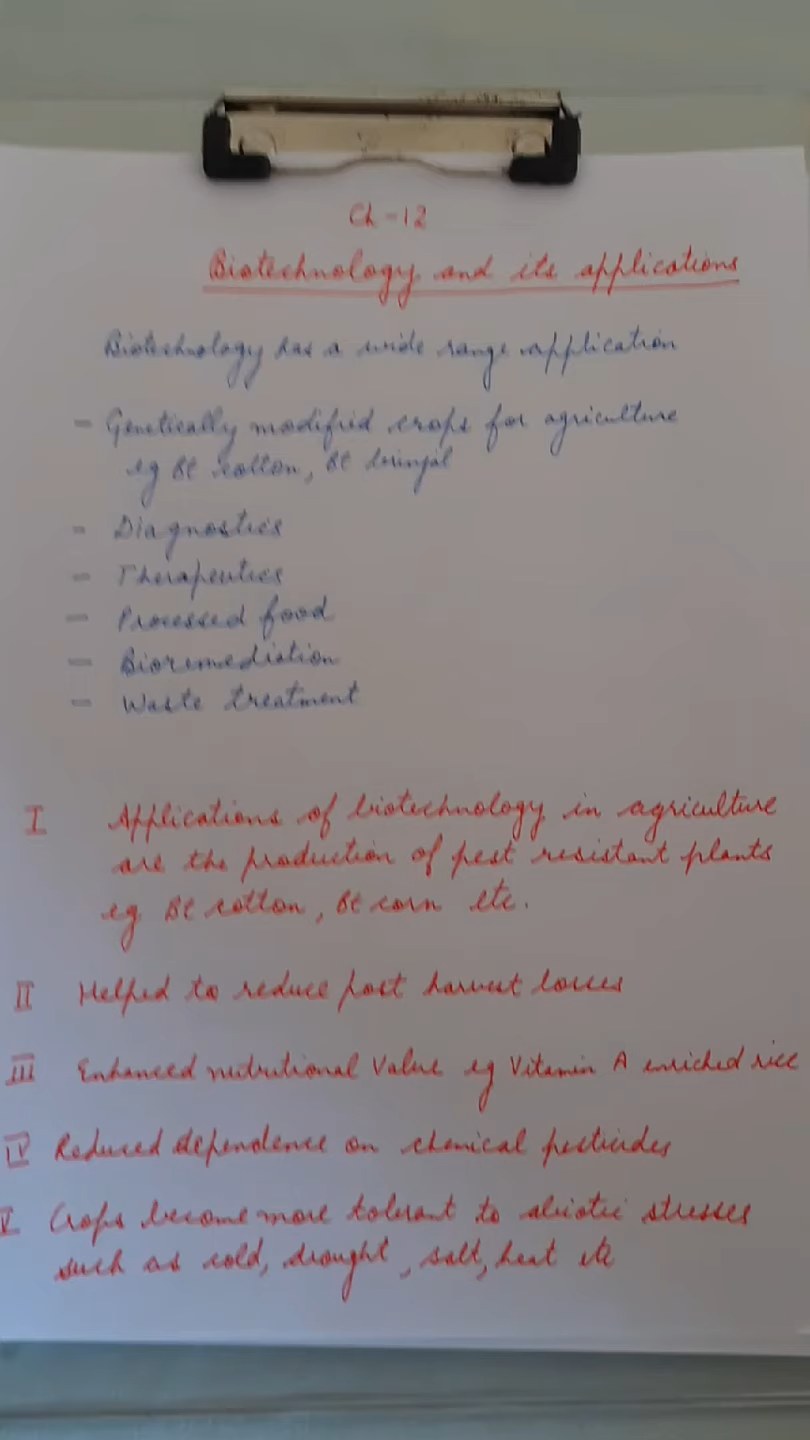 Ch - 12
Biotechnology and its applications
Biotechnology has a wide range application
- Genetically modified crops for agriculture
eg Bt cotton, Bt brinjal
- Diagnostics
- Therapeutics
- Processed food
- Bioremediation
- Waste treatment
I Applications of biotechnology in agriculture
are the production of pest resistant plants
eg Bt cotton, Bt corn etc.
II Helped to reduce post harvest losses
III Enhanced nutritional value eg Vitamin A enriched rice
IV Reduced dependence on chemical pesticides
V Crops become more tolerant to abiotic stresses
such as cold, drought, salt, heat etc